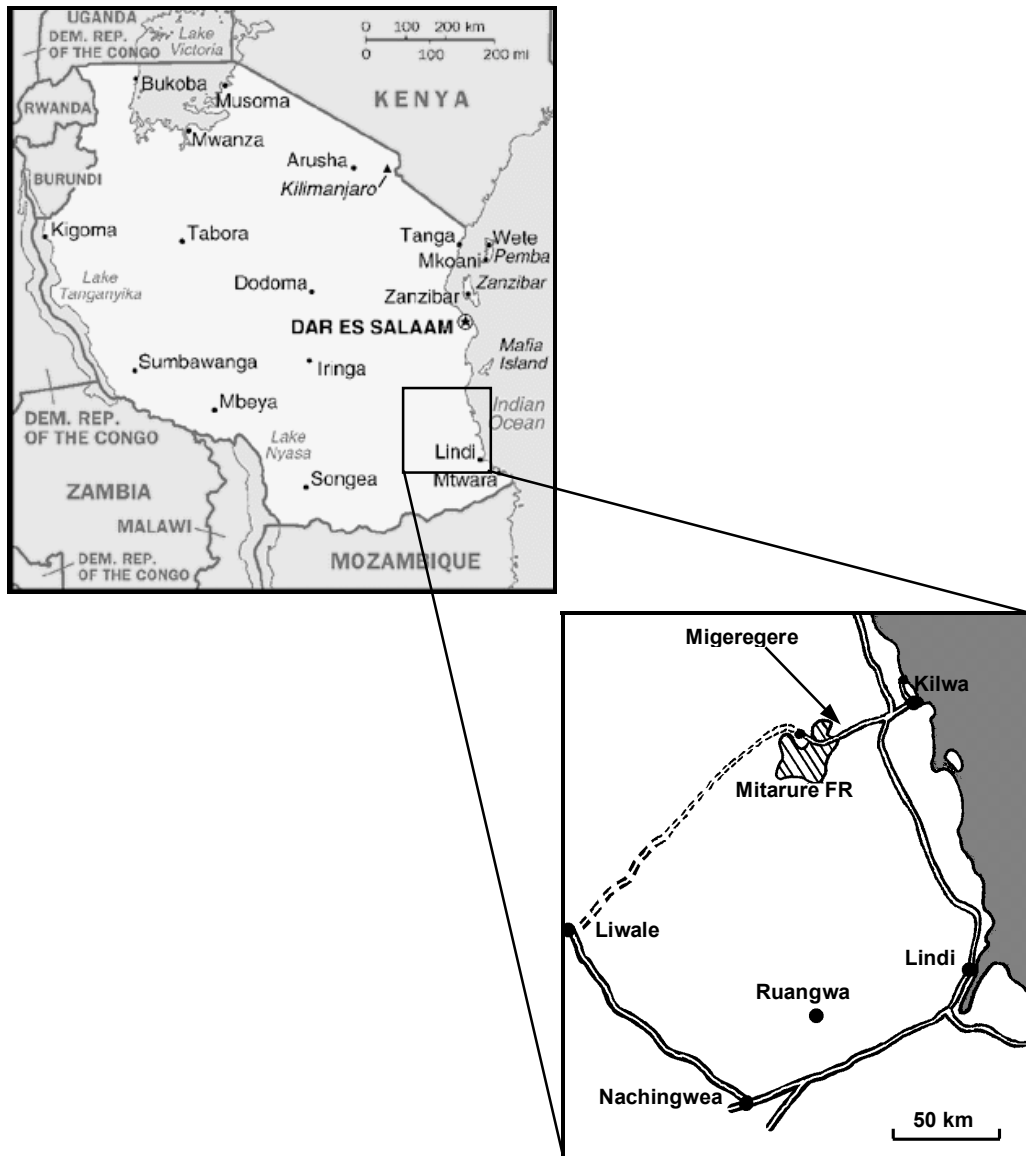 UGANDA
DEM. REP.
OF THE CONGO
Lake
Victoria
0 100 200 km
0 100 200 mi
Bukoba
Musoma
KENYA
RWANDA
Mwanza
Arusha
Kilimanjaro
BURUNDI
Kigoma
Tabora
Tanga
Wete
Mkoani
Pemba
Lake
Tanganyika
Dodoma
Zanzibar
Zanzibar
DAR ES SALAAM
Mafia
Island
Sumbawanga
Iringa
Mbeya
Indian
Ocean
DEM. REP.
OF THE CONGO
Lake
Nyasa
Lindi
Songea
Mtwara
ZAMBIA
MALAWI
DEM. REP.
OF THE CONGO
MOZAMBIQUE
Migeregere
Kilwa
Mitarure FR
Liwale
Lindi
Ruangwa
Nachingwea
50 km